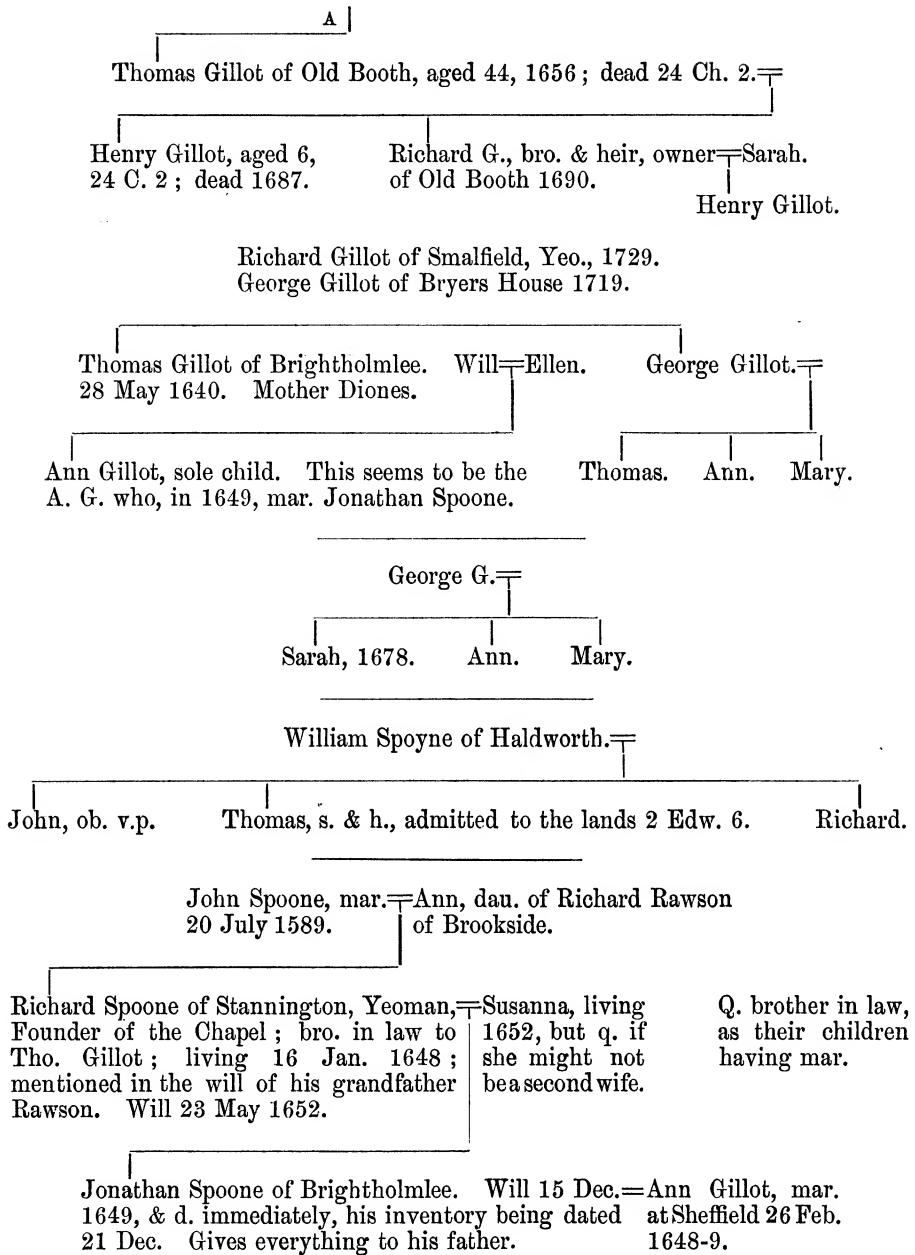 A
Thomas Gillot of Old Booth, aged 44, 1656 ; dead 24 Ch. 2.
Henry Gillot, aged 6,
24 C. 2 ; dead 1687.
Richard G., bro. & heir, owner
of Old Booth 1690.
Sarah.
Henry Gillot.
Richard Gillot of Smalfield, Yeo., 1729.
George Gillot of Bryers House 1719.
Thomas Gillot of Brightholmlee.
28 May 1640. Mother Diones.
Will Ellen.
George Gillot.
Ann Gillot, sole child. This seems to be the
A. G. who, in 1649, mar. Jonathan Spoone.
Thomas. Ann. Mary.
George G.
Sarah, 1678. Ann. Mary.
William Spoyne of Haldworth.
John, ob. v.p. Thomas, s. & h., admitted to the lands 2 Edw. 6. Richard.
John Spoone, mar.
20 July 1589.
Ann, dau. of Richard Rawson
of Brookside.
Richard Spoone of Stannington, Yeoman,
Founder of the Chapel ; bro. in law to
Tho. Gillot ; living 16 Jan. 1648 ;
mentioned in the will of his grandfather
Rawson. Will 23 May 1652.
Susanna, living
1652, but q. if
she might not
be a second wife.
Q. brother in law,
as their children
having mar.
Jonathan Spoone of Brightholmlee. Will 15 Dec.
1649, & d. immediately, his inventory being dated
21 Dec. Gives everything to his father.
Ann Gillot, mar.
at Sheffield 26 Feb.
1648-9.